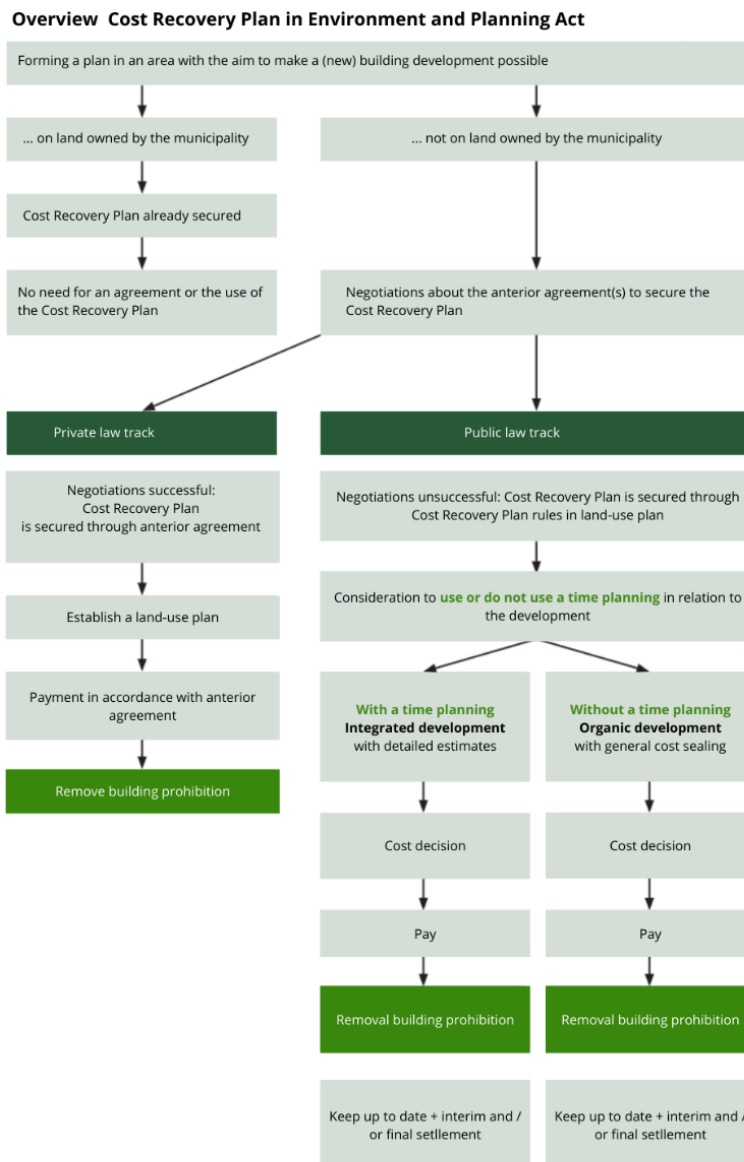 Overview Cost Recovery Plan in Environment and Planning Act
Forming a plan in an area with the aim to make a (new) building development possible
... on land owned by the municipality
... not on land owned by the municipality
Cost Recovery Plan already secured
No need for an agreement or the use of
the Cost Recovery Plan
Negotiations about the anterior agreement(s) to secure the
Cost Recovery Plan
Private law track
Public law track
Negotiations successful:
Cost Recovery Plan
is secured through anterior agreement
Negotiations unsuccessful: Cost Recovery Plan is secured through
Cost Recovery Plan rules in land-use plan
Establish a land-use plan
Consideration to use or do not use a time planning in relation to
the development
Payment in accordance with anterior
agreement
With a time planning
Integrated development
with detailed estimates
Without a time planning
Organic development
with general cost sealing
Remove building prohibition
Cost decision
Cost decision
Pay
Pay
Removal building prohibition
Removal building prohibition
Keep up to date + interim and /
or final setllement
Keep up to date + interim and /
or final setllement